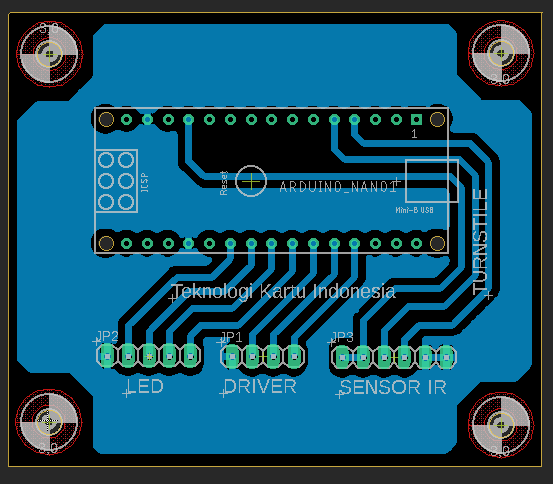 3,0
3,0
1
ICSP
Reset
ARDUINO_NANO1
Mini-B USB
TURNSTILE
Teknologi Kartu Indonesia
JP2
JP1
JP3
LED
DRIVER
SENSOR IR
3,0
3,0